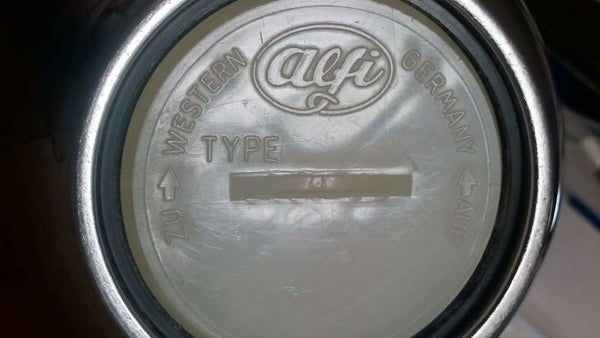 alfi
WESTERN GERMANY
TYPE
ZU AUF